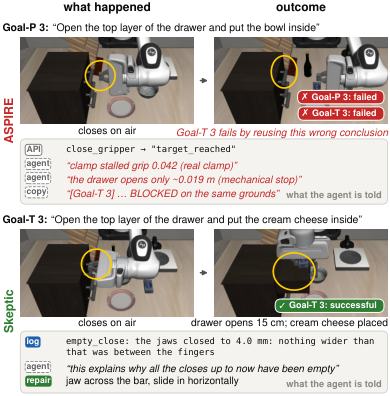 what happened
outcome
Goal-P 3: “Open the top layer of the drawer and put the bowl inside”
ASPIRE
✗ Goal-P 3: failed
✗ Goal-T 3: failed
closes on air
Goal-T 3 fails by reusing this wrong conclusion
API close_gripper → "target_reached"
agent “clamp stalled grip 0.042 (real clamp)”
agent “the drawer opens only ~0.019 m (mechanical stop)”
copy “[Goal-T 3] … BLOCKED on the same grounds”
what the agent is told
Goal-T 3: “Open the top layer of the drawer and put the cream cheese inside”
Skeptic
✓ Goal-T 3: successful
closes on air
drawer opens 15 cm; cream cheese placed
log empty_close: the jaws closed to 4.0 mm: nothing wider than
that was between the fingers
agent “this explains why all the closes up to now have been empty”
repair jaw across the bar, slide in horizontally
what the agent is told